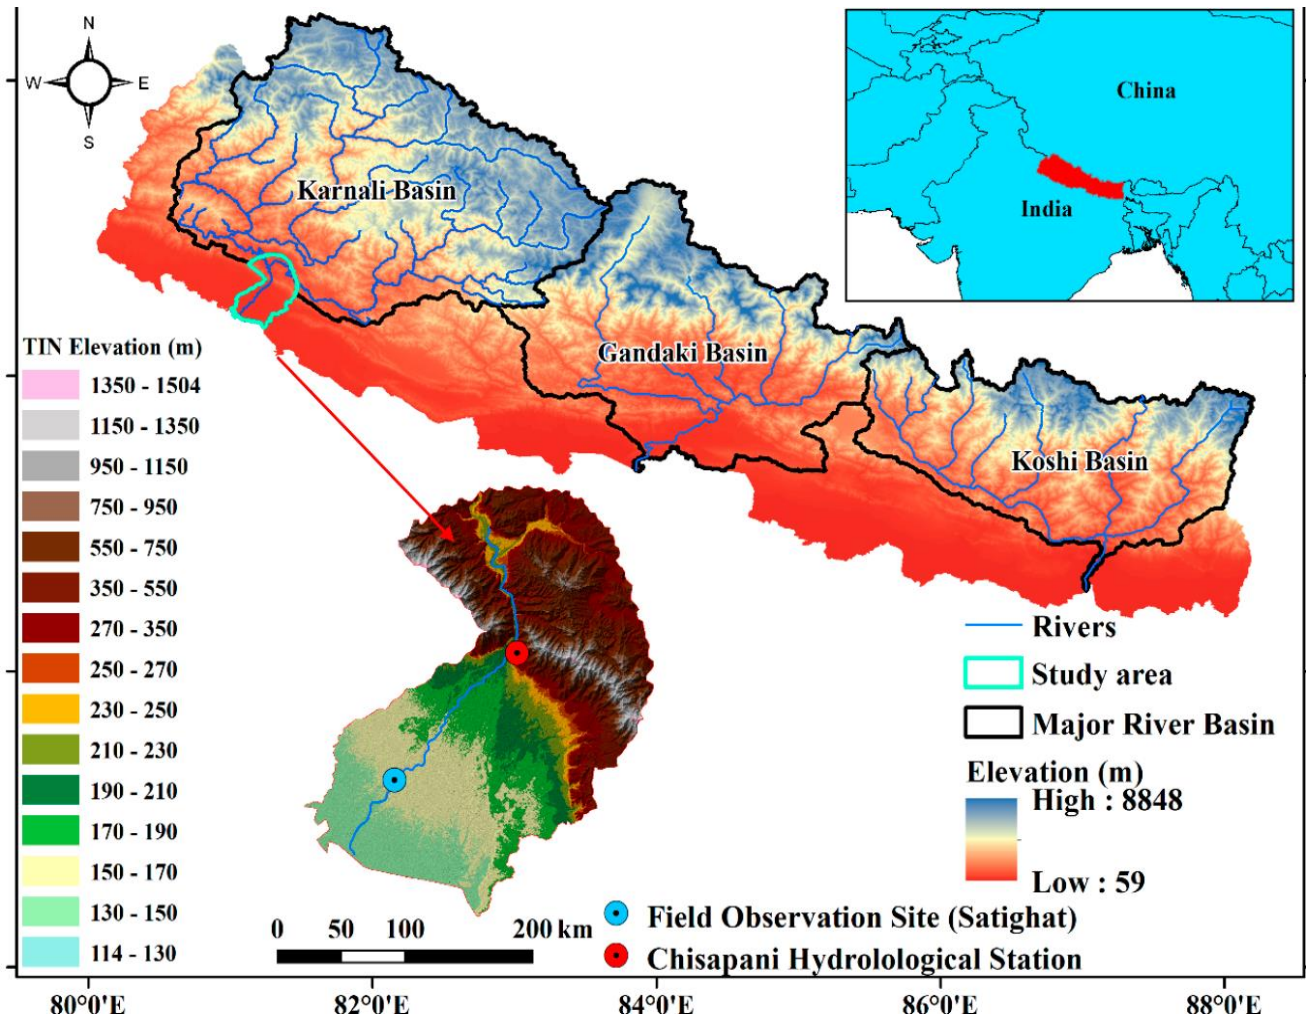 N
W
E
S
China
India
Karnali Basin
Gandaki Basin
Koshi Basin
TIN Elevation (m)
1350 - 1504
1150 - 1350
950 - 1150
750 - 950
550 - 750
350 - 550
270 - 350
250 - 270
230 - 250
210 - 230
190 - 210
170 - 190
150 - 170
130 - 150
114 - 130
Rivers
Study area
Major River Basin
Elevation (m)
High : 8848
Low : 59
0 50 100 200 km
Field Observation Site (Satighat)
Chisapani Hydrolological Station
80°0'E 82°0'E 84°0'E 86°0'E 88°0'E